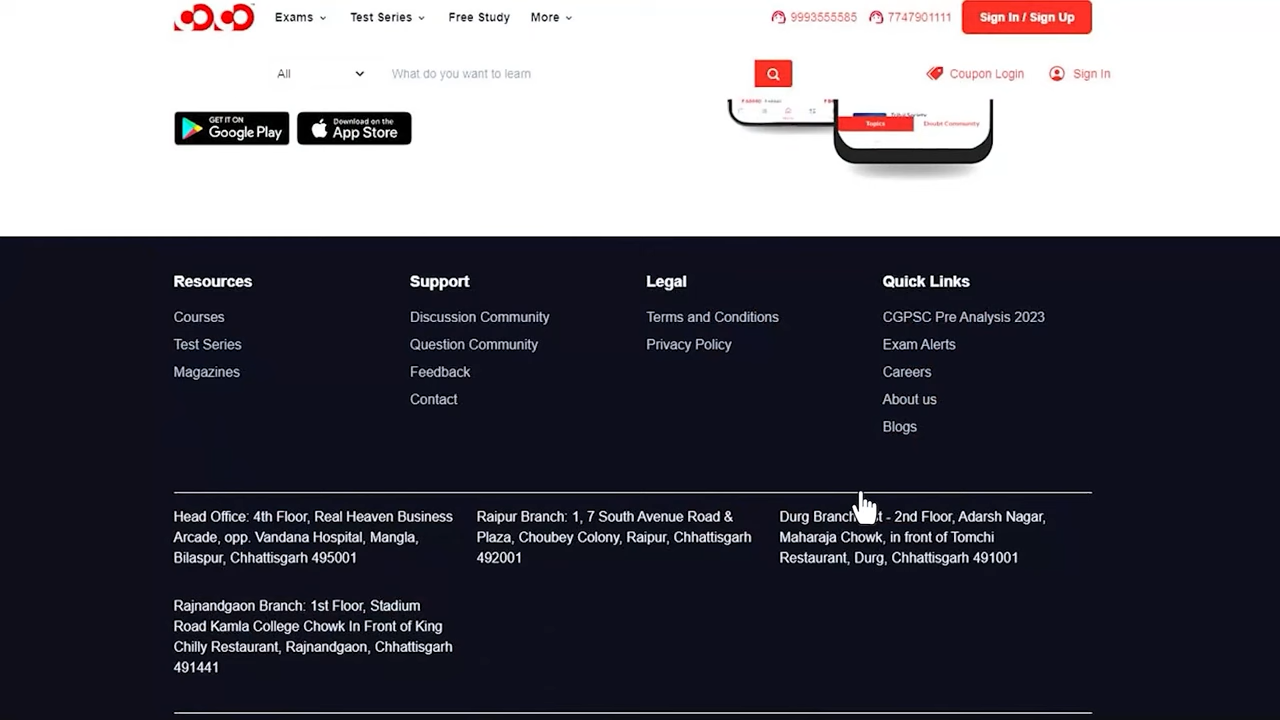 Exams Test Series Free Study More 9993555585 7747901111 Sign In / Sign Up
All What do you want to learn Coupon Login Sign In
GET IT ON Google Play Download on the App Store
Topics Doubt Community
Resources Support Legal Quick Links
Courses Discussion Community Terms and Conditions CGPSC Pre Analysis 2023
Test Series Question Community Privacy Policy Exam Alerts
Magazines Feedback Careers
Contact About us
Blogs
Head Office: 4th Floor, Real Heaven Business
Arcade, opp. Vandana Hospital, Mangla,
Bilaspur, Chhattisgarh 495001
Raipur Branch: 1, 7 South Avenue Road &
Plaza, Choubey Colony, Raipur, Chhattisgarh
492001
Durg Branch - 2nd Floor, Adarsh Nagar,
Maharaja Chowk, in front of Tomchi
Restaurant, Durg, Chhattisgarh 491001
Rajnandgaon Branch: 1st Floor, Stadium
Road Kamla College Chowk In Front of King
Chilly Restaurant, Rajnandgaon, Chhattisgarh
491441